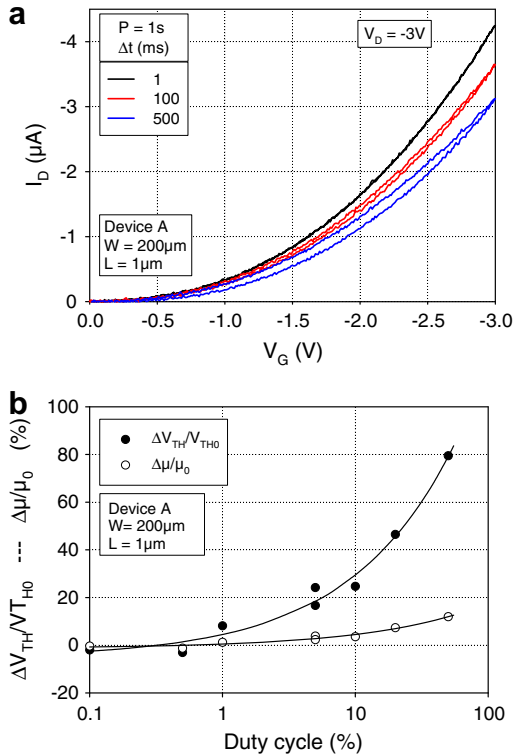 a
P = 1s
Δt (ms)
1
100
500
V_D = -3V
Device A
W = 200µm
L = 1µm
-4
-3
-2
-1
0
I_D (µA)
0.0 -0.5 -1.0 -1.5 -2.0 -2.5 -3.0
V_G (V)
b
ΔV_TH/V_TH0
Δµ/µ_0
Device A
W= 200µm
L = 1µm
100
80
60
40
20
0
-20
ΔV_TH/VT_H0 --- Δµ/µ_0 (%)
0.1 1 10 100
Duty cycle (%)